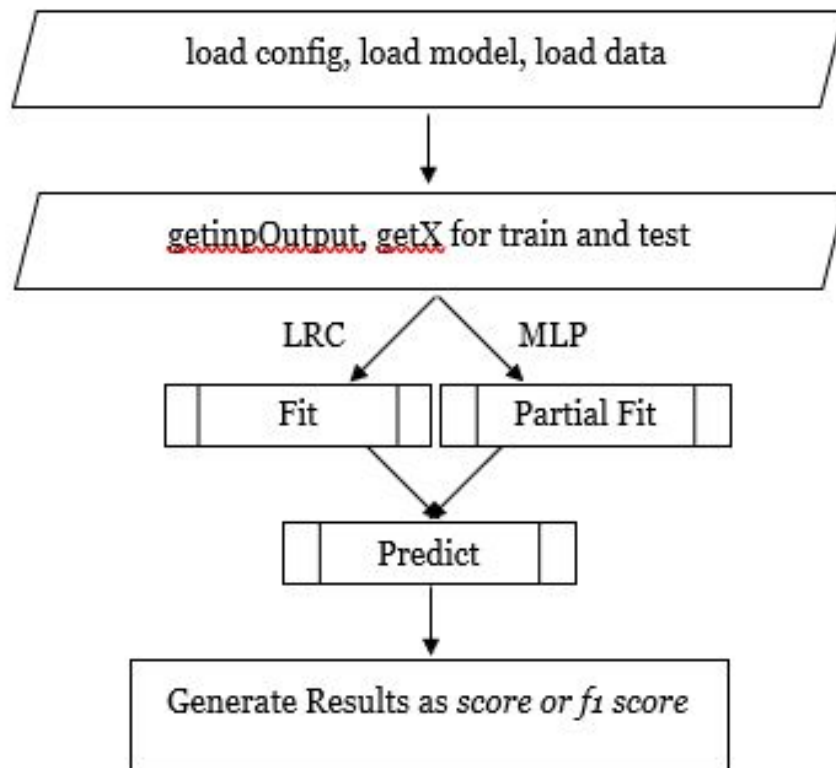 load config, load model, load data
getinpOutput, getX for train and test
LRC
MLP
Fit
Partial Fit
Predict
Generate Results as score or f1 score